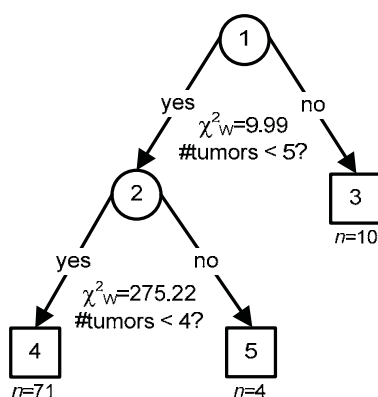 1
yes
no
χ²W=9.99
#tumors < 5?
2
3
n=10
yes
no
χ²W=275.22
#tumors < 4?
4
5
n=71
n=4